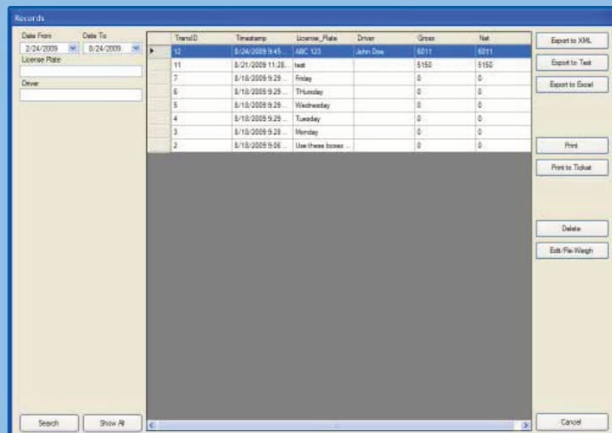 Records
Date From Date To
2/24/2009 8/24/2009
License Plate
Driver
TransID Timestamp License_Plate Driver Gross Net
12 8/24/2009 9:45... ABC 123 John Doe 6011 6011
11 8/21/2009 11:28... test 5150 5150
7 8/18/2009 9:29... Friday 0 0
6 8/18/2009 9:29... THursday 0 0
5 8/18/2009 9:29... Wednesday 0 0
4 8/18/2009 9:29... Tuesday 0 0
3 8/18/2009 9:28... Monday 0 0
2 8/18/2009 9:06... Use these boxes ... 0 0
Export to XML
Export to Text
Export to Excel
Print
Print to Ticket
Delete
Edit/Re-Weigh
Search Show All Cancel